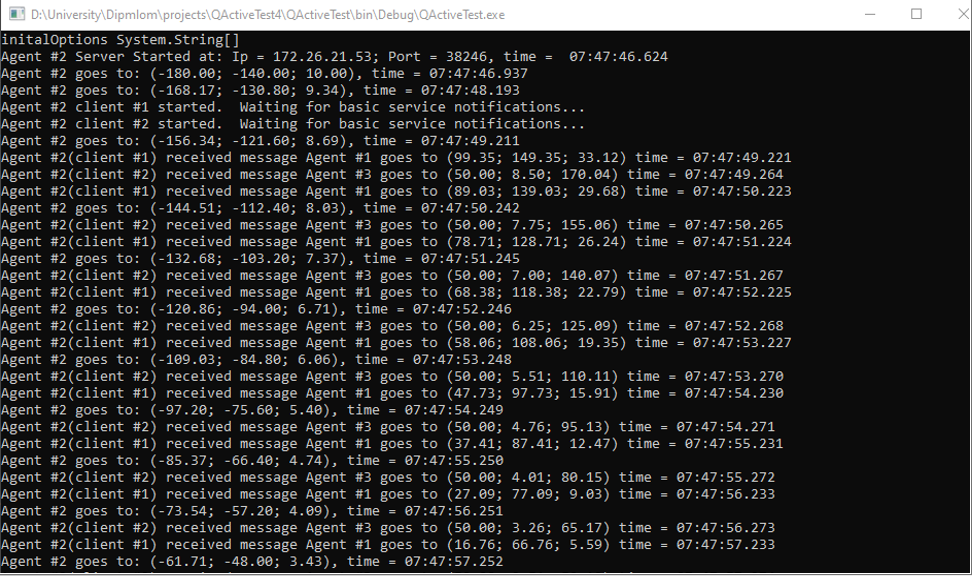 D:\University\Dipmlom\projects\QActiveTest4\QActiveTest\bin\Debug\QActiveTest.exe
initalOptions System.String[]
Agent #2 Server Started at: Ip = 172.26.21.53; Port = 38246, time =  07:47:46.624
Agent #2 goes to: (-180.00; -140.00; 10.00), time = 07:47:46.937
Agent #2 goes to: (-168.17; -130.80; 9.34), time = 07:47:48.193
Agent #2 client #1 started.  Waiting for basic service notifications...
Agent #2 client #2 started.  Waiting for basic service notifications...
Agent #2 goes to: (-156.34; -121.60; 8.69), time = 07:47:49.211
Agent #2(client #1) received message Agent #1 goes to (99.35; 149.35; 33.12) time = 07:47:49.221
Agent #2(client #2) received message Agent #3 goes to (50.00; 8.50; 170.04) time = 07:47:49.264
Agent #2(client #1) received message Agent #1 goes to (89.03; 139.03; 29.68) time = 07:47:50.223
Agent #2 goes to: (-144.51; -112.40; 8.03), time = 07:47:50.242
Agent #2(client #2) received message Agent #3 goes to (50.00; 7.75; 155.06) time = 07:47:50.265
Agent #2(client #1) received message Agent #1 goes to (78.71; 128.71; 26.24) time = 07:47:51.224
Agent #2 goes to: (-132.68; -103.20; 7.37), time = 07:47:51.245
Agent #2(client #2) received message Agent #3 goes to (50.00; 7.00; 140.07) time = 07:47:51.267
Agent #2(client #1) received message Agent #1 goes to (68.38; 118.38; 22.79) time = 07:47:52.225
Agent #2 goes to: (-120.86; -94.00; 6.71), time = 07:47:52.246
Agent #2(client #2) received message Agent #3 goes to (50.00; 6.25; 125.09) time = 07:47:52.268
Agent #2(client #1) received message Agent #1 goes to (58.06; 108.06; 19.35) time = 07:47:53.227
Agent #2 goes to: (-109.03; -84.80; 6.06), time = 07:47:53.248
Agent #2(client #2) received message Agent #3 goes to (50.00; 5.51; 110.11) time = 07:47:53.270
Agent #2(client #1) received message Agent #1 goes to (47.73; 97.73; 15.91) time = 07:47:54.230
Agent #2 goes to: (-97.20; -75.60; 5.40), time = 07:47:54.249
Agent #2(client #2) received message Agent #3 goes to (50.00; 4.76; 95.13) time = 07:47:54.271
Agent #2(client #1) received message Agent #1 goes to (37.41; 87.41; 12.47) time = 07:47:55.231
Agent #2 goes to: (-85.37; -66.40; 4.74), time = 07:47:55.250
Agent #2(client #2) received message Agent #3 goes to (50.00; 4.01; 80.15) time = 07:47:55.272
Agent #2(client #1) received message Agent #1 goes to (27.09; 77.09; 9.03) time = 07:47:56.233
Agent #2 goes to: (-73.54; -57.20; 4.09), time = 07:47:56.251
Agent #2(client #2) received message Agent #3 goes to (50.00; 3.26; 65.17) time = 07:47:56.273
Agent #2(client #1) received message Agent #1 goes to (16.76; 66.76; 5.59) time = 07:47:57.233
Agent #2 goes to: (-61.71; -48.00; 3.43), time = 07:47:57.252